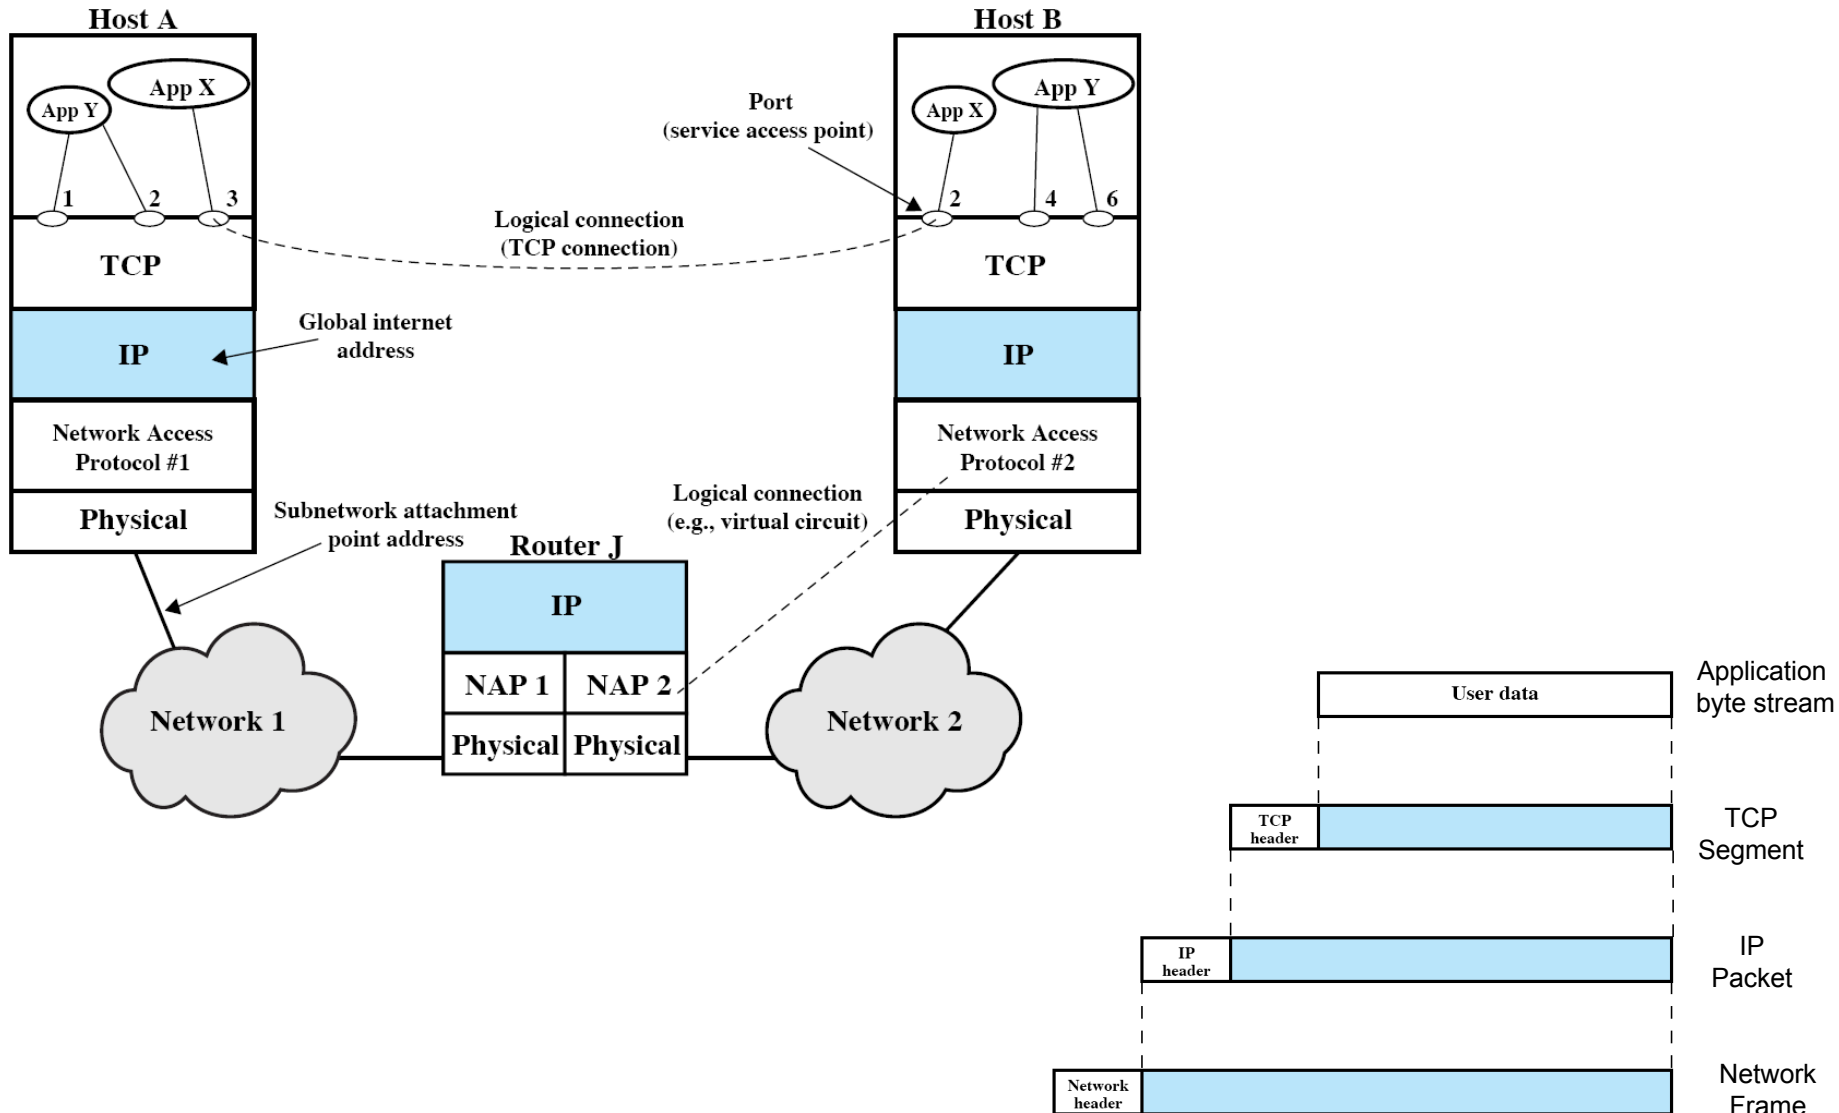 Host A
App Y
App X
1
2
3
TCP
IP
Network Access
Protocol #1
Physical
Global internet
address
Subnetwork attachment
point address
Logical connection
(TCP connection)
Port
(service access point)
Host B
App X
App Y
2
4
6
TCP
IP
Network Access
Protocol #2
Physical
Logical connection
(e.g., virtual circuit)
Router J
IP
NAP 1
NAP 2
Physical
Physical
Network 1
Network 2
User data
Application
byte stream
TCP
header
TCP
Segment
IP
header
IP
Packet
Network
header
Network
Frame